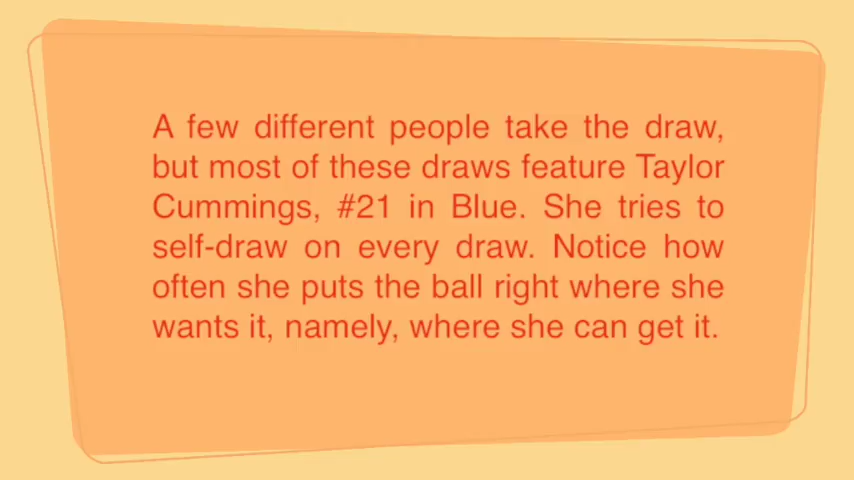 A few different people take the draw,
but most of these draws feature Taylor
Cummings, #21 in Blue. She tries to
self-draw on every draw. Notice how
often she puts the ball right where she
wants it, namely, where she can get it.